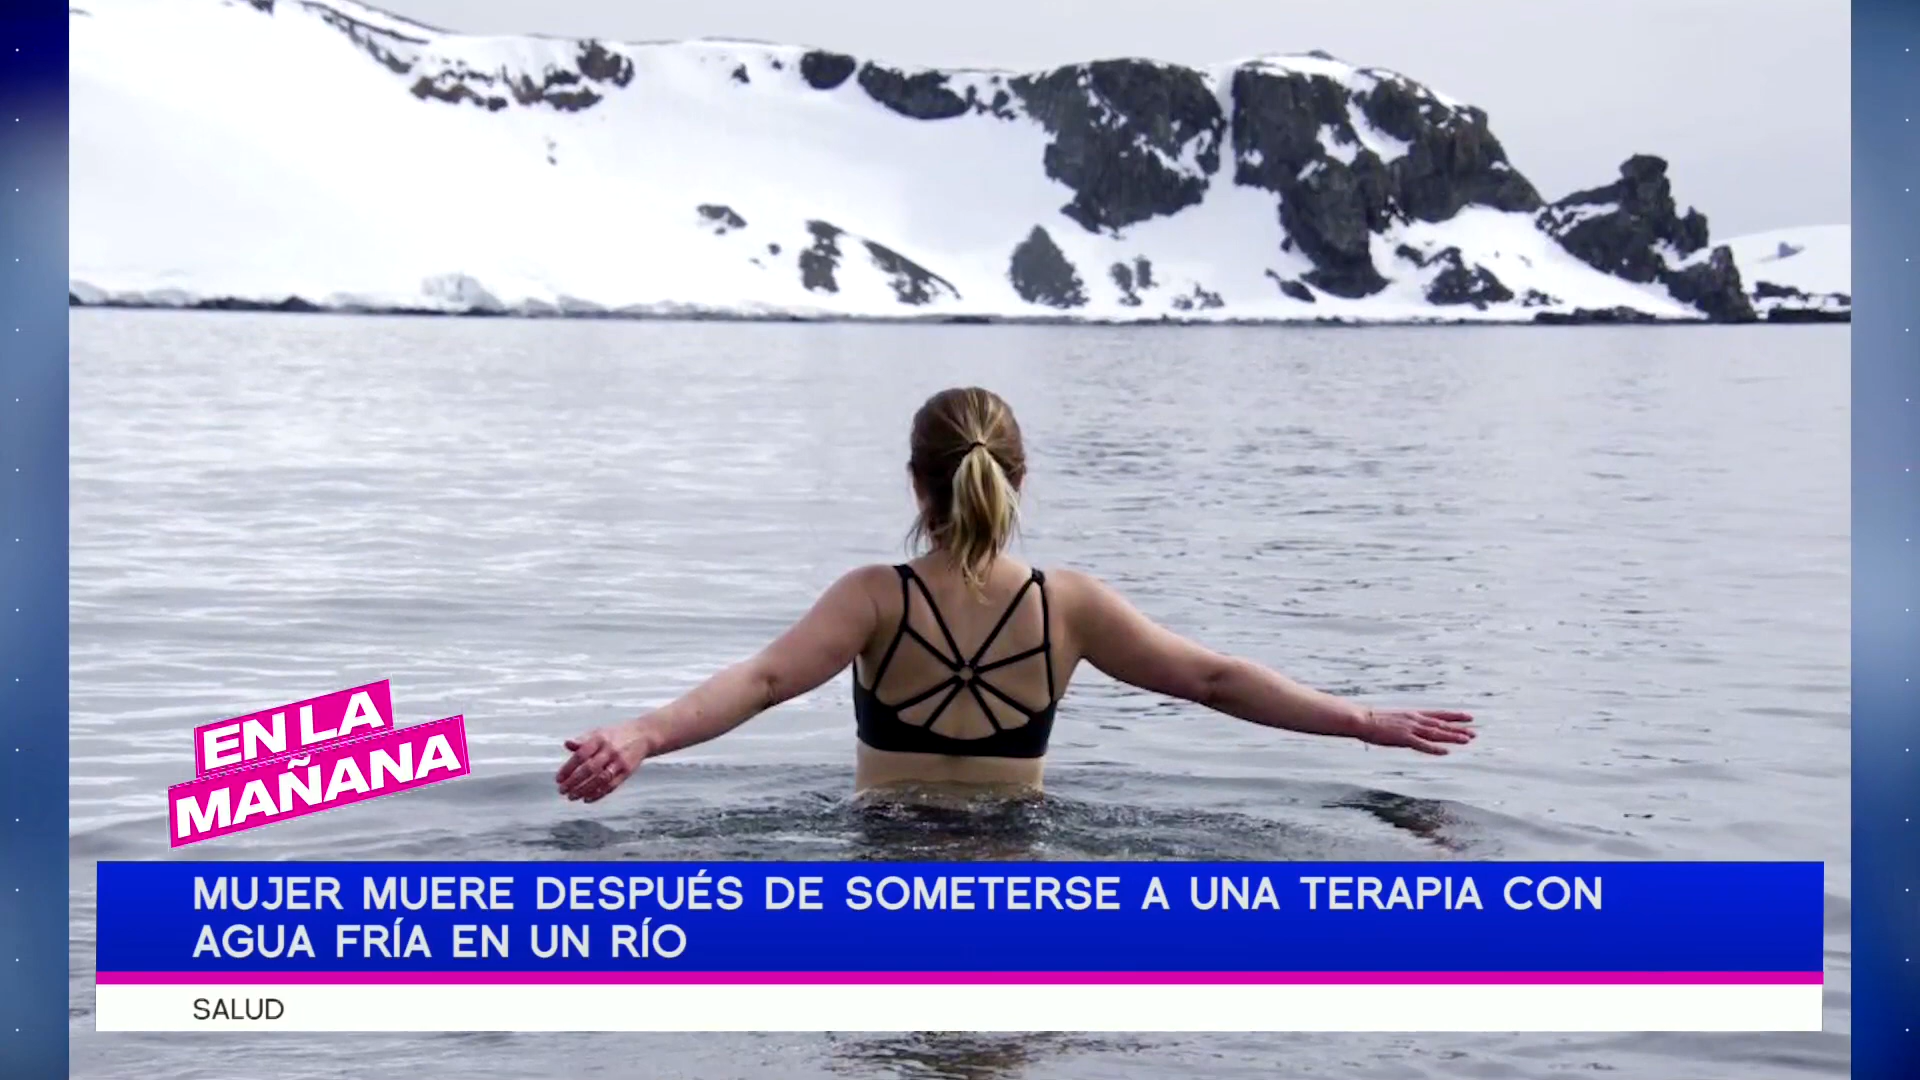 EN LA
MAÑANA
MUJER MUERE DESPUÉS DE SOMETERSE A UNA TERAPIA CON
AGUA FRÍA EN UN RÍO
SALUD